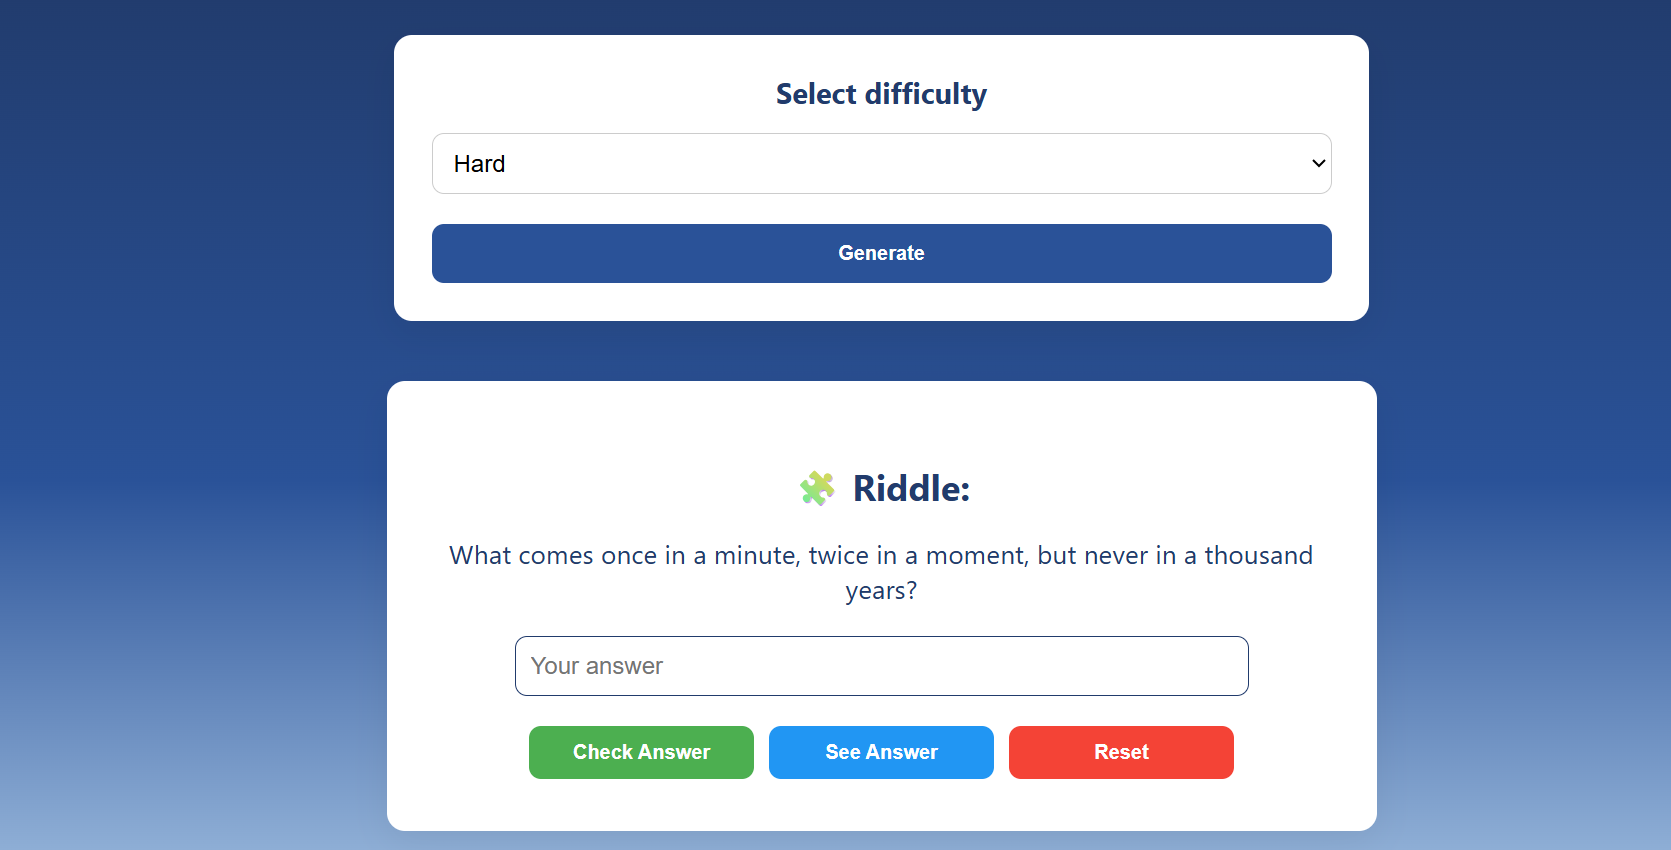 Select difficulty
Hard
Generate
Riddle:
What comes once in a minute, twice in a moment, but never in a thousand
years?
Your answer
Check Answer See Answer Reset